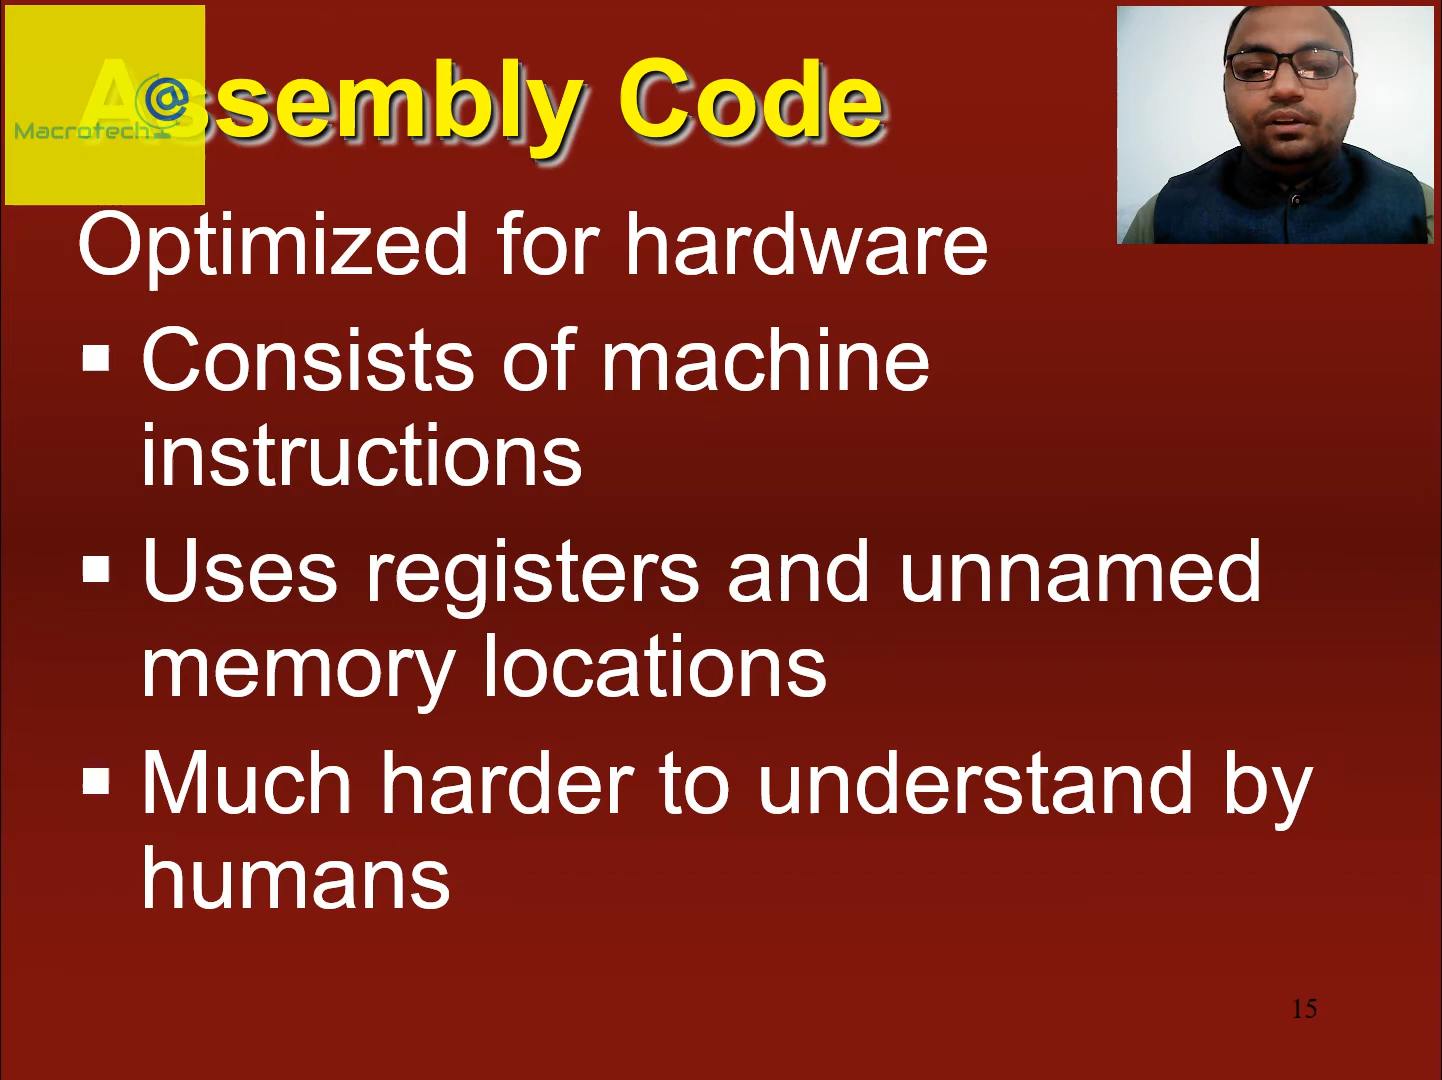 Assembly Code
Macrotech
Optimized for hardware
▪ Consists of machine
instructions
▪ Uses registers and unnamed
memory locations
▪ Much harder to understand by
humans
15